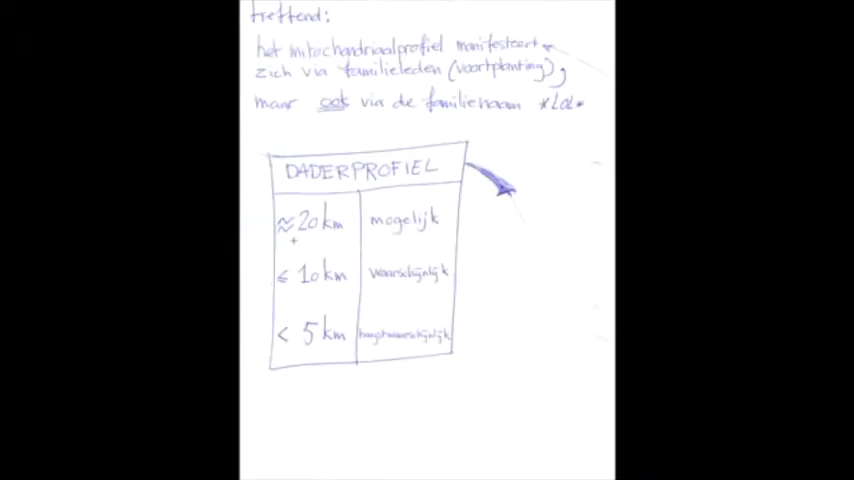 treffend:
het mitochondriaalprofiel manifesteert
zich via familieleden (voortplanting),
maar ook via de familienaam *LOL*
DADERPROFIEL
≈ 20 km mogelijk
+
≤ 10 km waarschijnlijk
< 5 km hoogstwaarschijnlijk